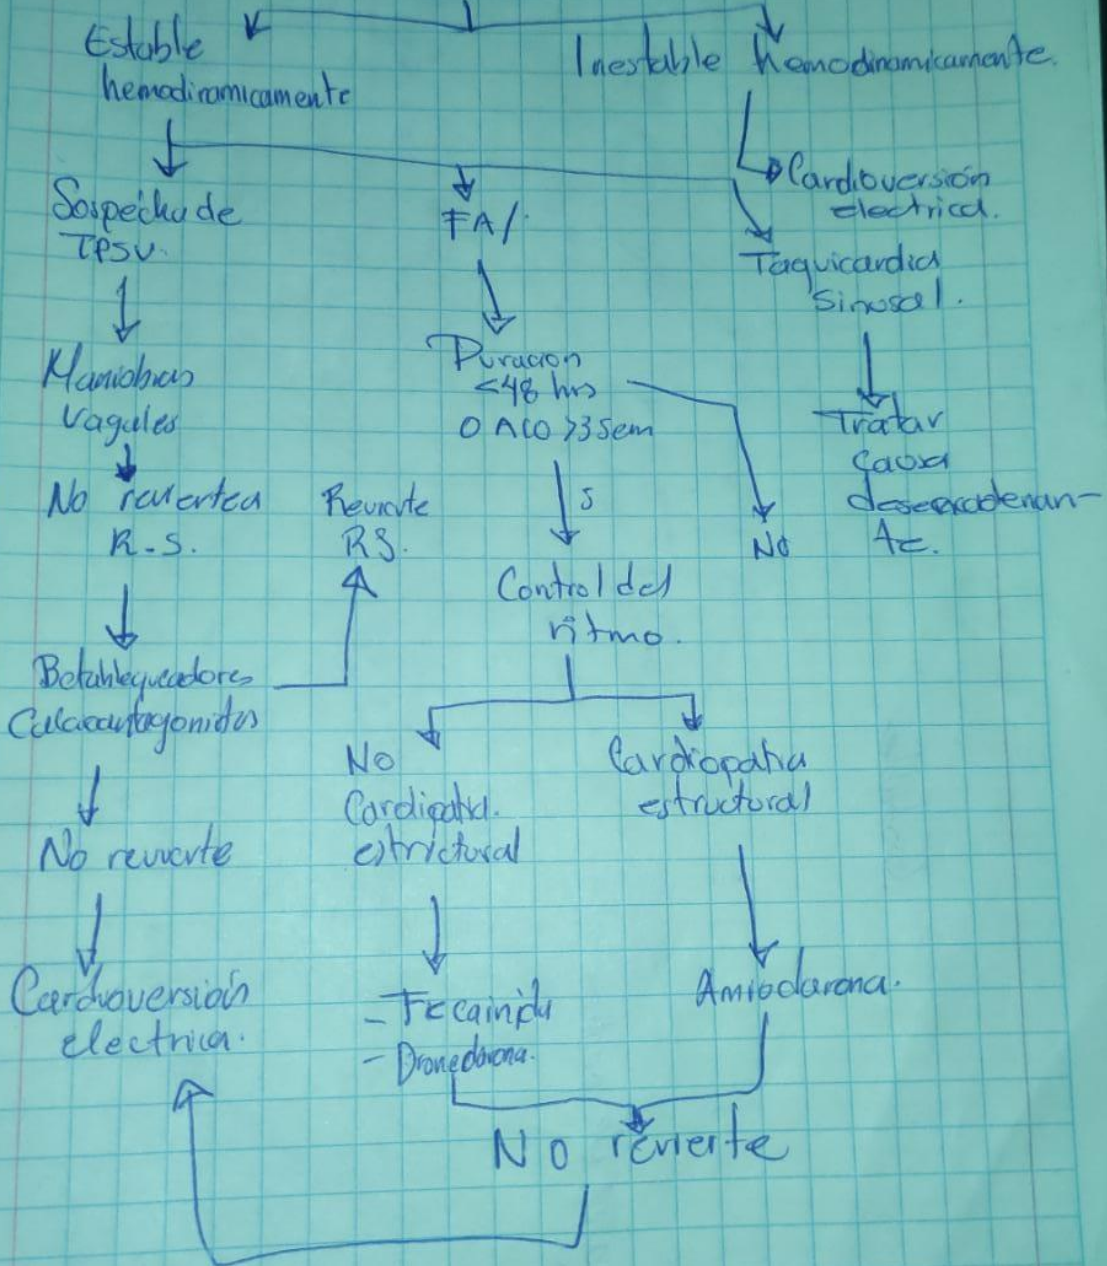 Estable
hemodinamicamente
Inestable hemodinamicamente.
Sospecha de
TPSV.
FA/.
Cardioversión
electrica.
Taquicardia
Sinusal.
Maniobras
Vagales
Duracion
<48 hrs
O ACO >3 Sem
Tratar
Causa
desencadenan-
te.
No revierte a
R.S.
Revierte
RS.
S
No
Control del
ritmo.
Betabloqueadores
Calcioantagonistas
No
Cardiopatia.
estrictural
Cardiopatia
estructural
No revierte
Cardioversión
electrica.
- Flecainida
- Dronedarona.
Amiodarona.
No revierte